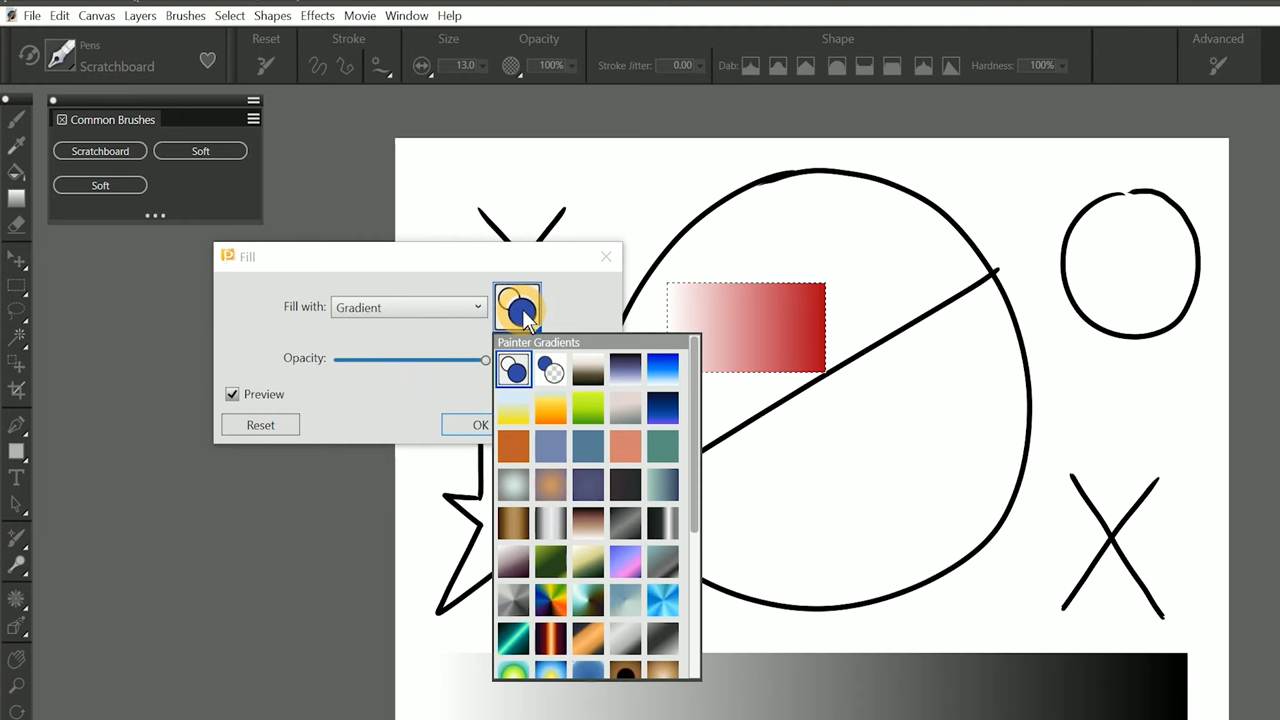 File Edit Canvas Layers Brushes Select Shapes Effects Movie Window Help
Pens
Scratchboard
Reset
Stroke
Size
13.0
Opacity
100%
Shape
Stroke Jitter: 0.00
Dab:
Hardness: 100%
Advanced
Common Brushes
Scratchboard
Soft
Soft
Fill
Fill with: Gradient
Opacity:
Preview
Reset
OK
Painter Gradients